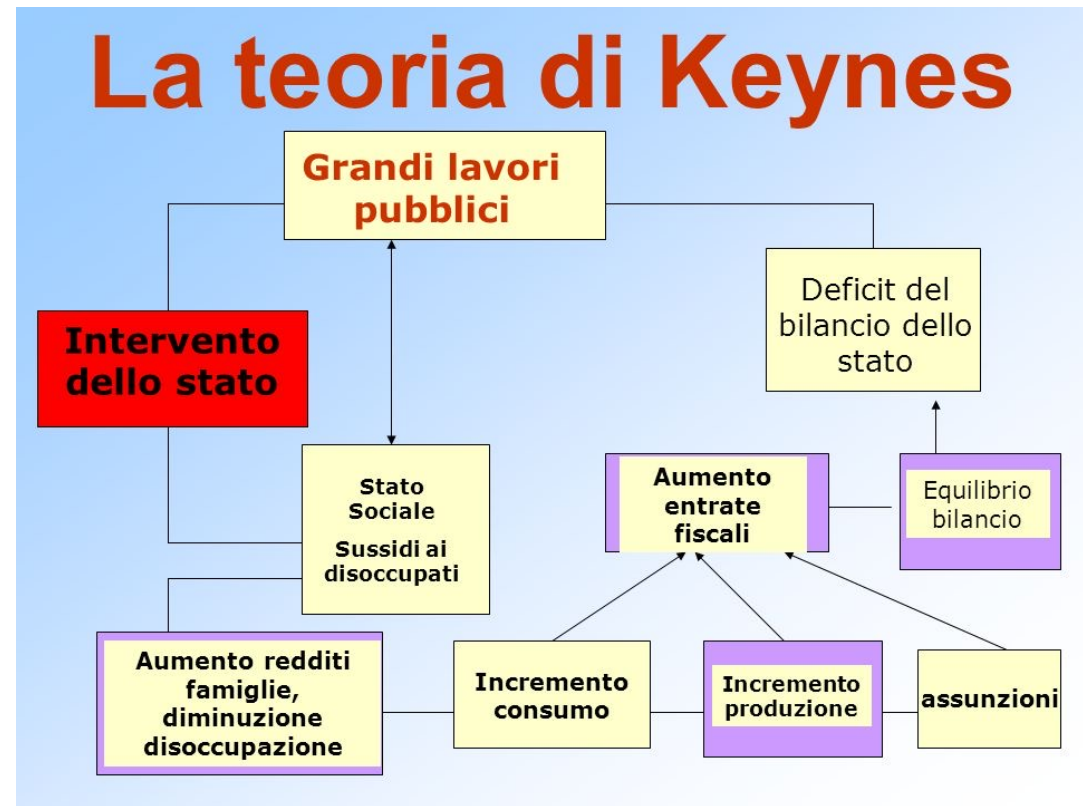 La teoria di Keynes
Grandi lavori
pubblici
Deficit del
bilancio dello
stato
Intervento
dello stato
Stato
Sociale
Sussidi ai
disoccupati
Aumento
entrate
fiscali
Equilibrio
bilancio
Aumento redditi
famiglie,
diminuzione
disoccupazione
Incremento
consumo
Incremento
produzione
assunzioni